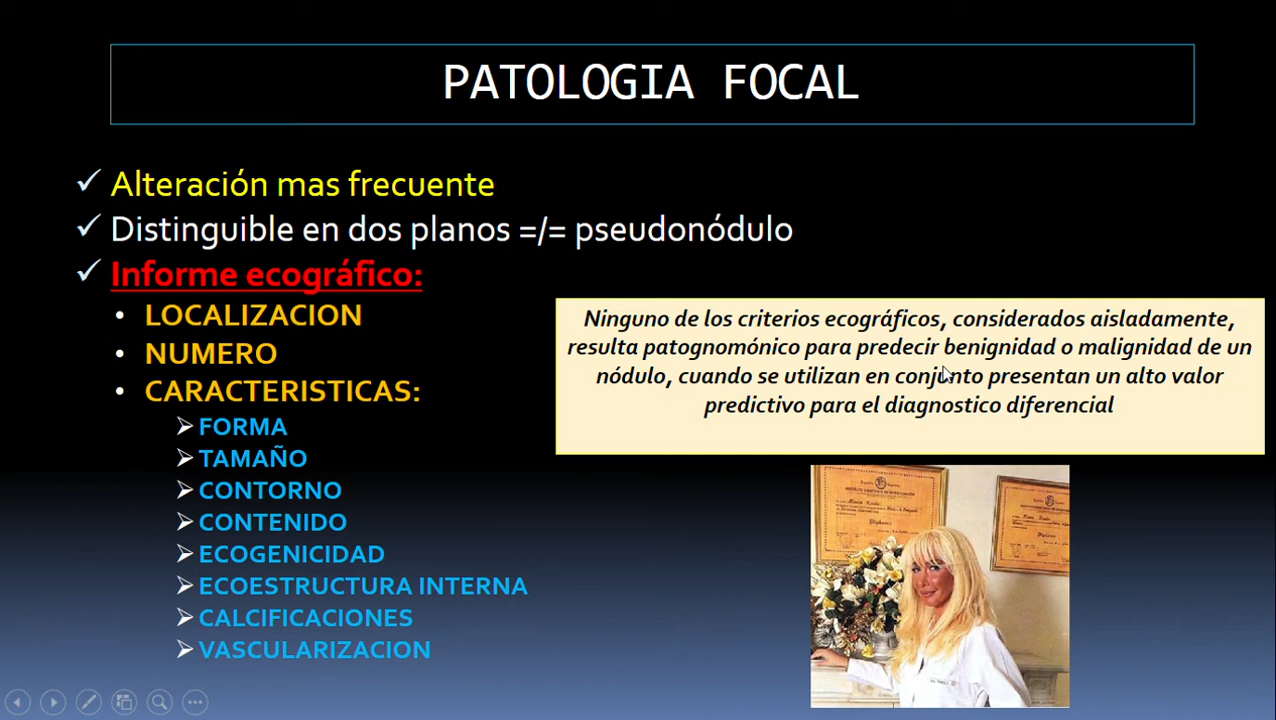 PATOLOGIA FOCAL
Alteración mas frecuente
Distinguible en dos planos =/= pseudonódulo
Informe ecográfico:
LOCALIZACION
NUMERO
CARACTERISTICAS:
FORMA
TAMAÑO
CONTORNO
CONTENIDO
ECOGENICIDAD
ECOESTRUCTURA INTERNA
CALCIFICACIONES
VASCULARIZACION
Ninguno de los criterios ecográficos, considerados aisladamente,
resulta patognomónico para predecir benignidad o malignidad de un
nódulo, cuando se utilizan en conjunto presentan un alto valor
predictivo para el diagnostico diferencial
Diploma